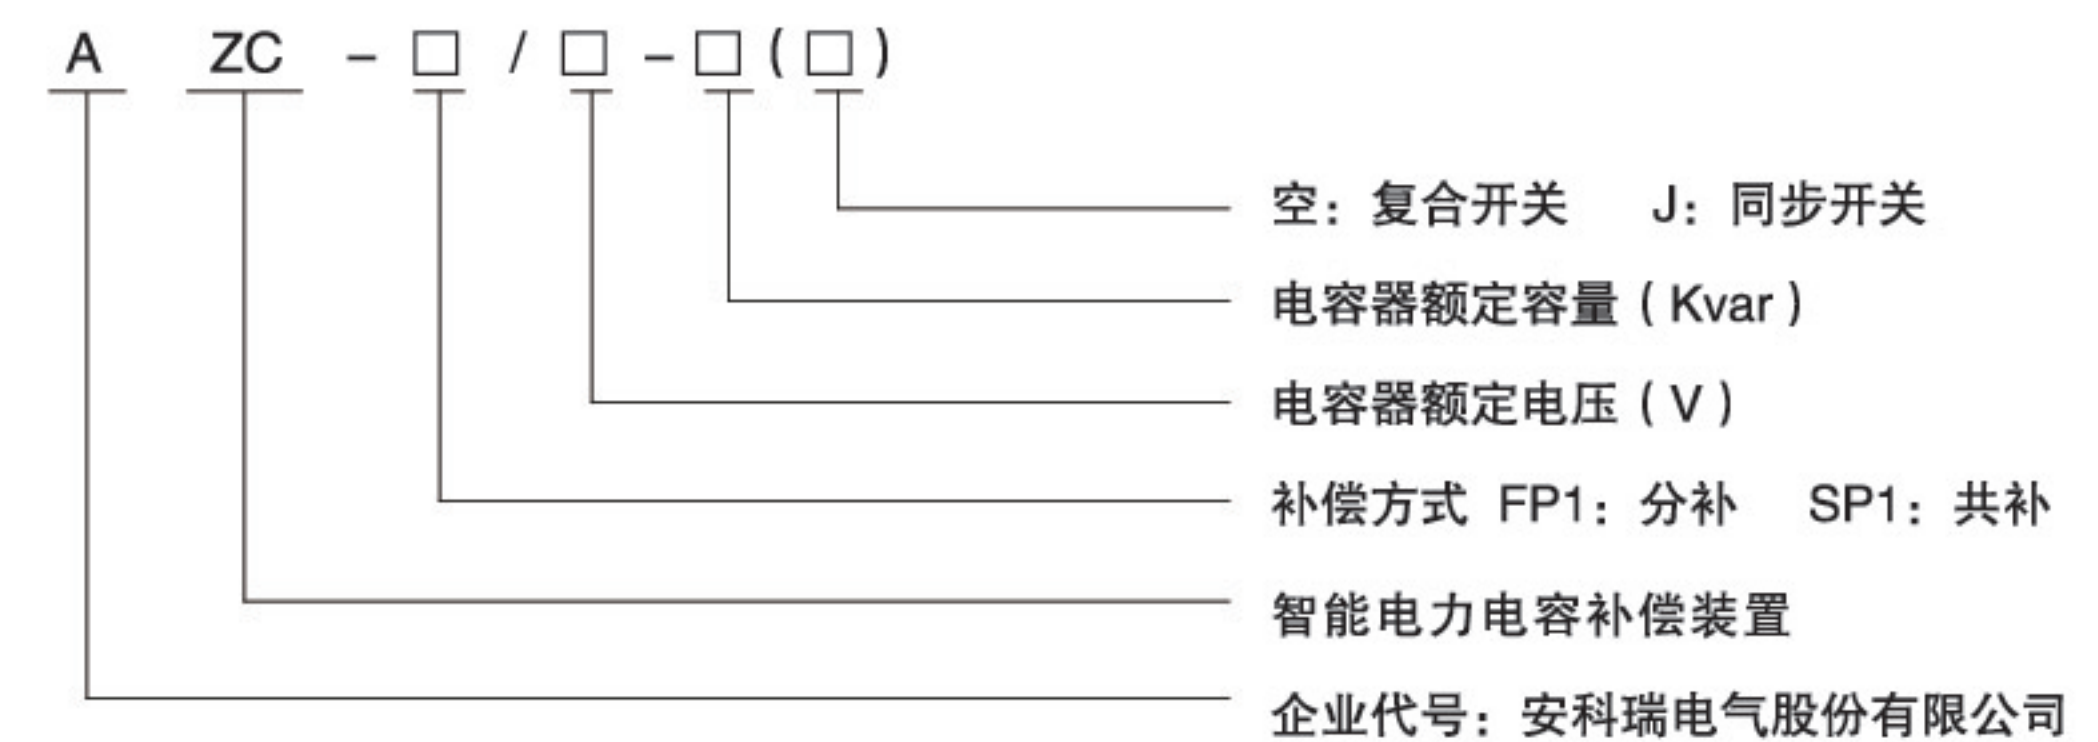 A ZC - □ / □ - □ ( □ )
空：复合开关 J：同步开关
电容器额定容量（Kvar）
电容器额定电压（V）
补偿方式 FP1：分补 SP1：共补
智能电力电容补偿装置
企业代号：安科瑞电气股份有限公司